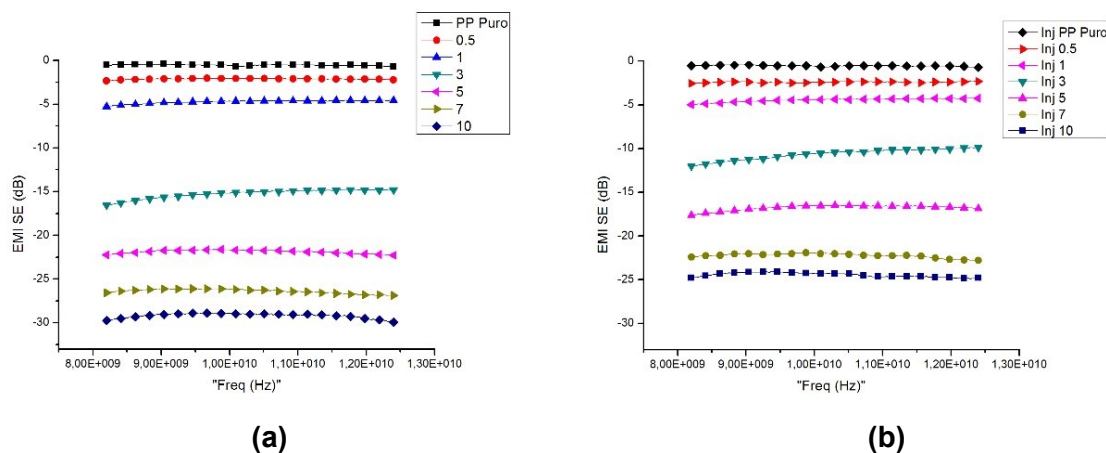 PP Puro
0.5
1
3
5
7
10
0
-5
-10
-15
-20
-25
-30
EMI SE (dB)
8,00E+009
9,00E+009
1,00E+010
1,10E+010
1,20E+010
1,30E+010
"Freq (Hz)"
(a)
Inj PP Puro
Inj 0.5
Inj 1
Inj 3
Inj 5
Inj 7
Inj 10
0
-5
-10
-15
-20
-25
-30
EMI SE (dB)
8,00E+009
9,00E+009
1,00E+010
1,10E+010
1,20E+010
1,30E+010
"Freq (Hz)"
(b)